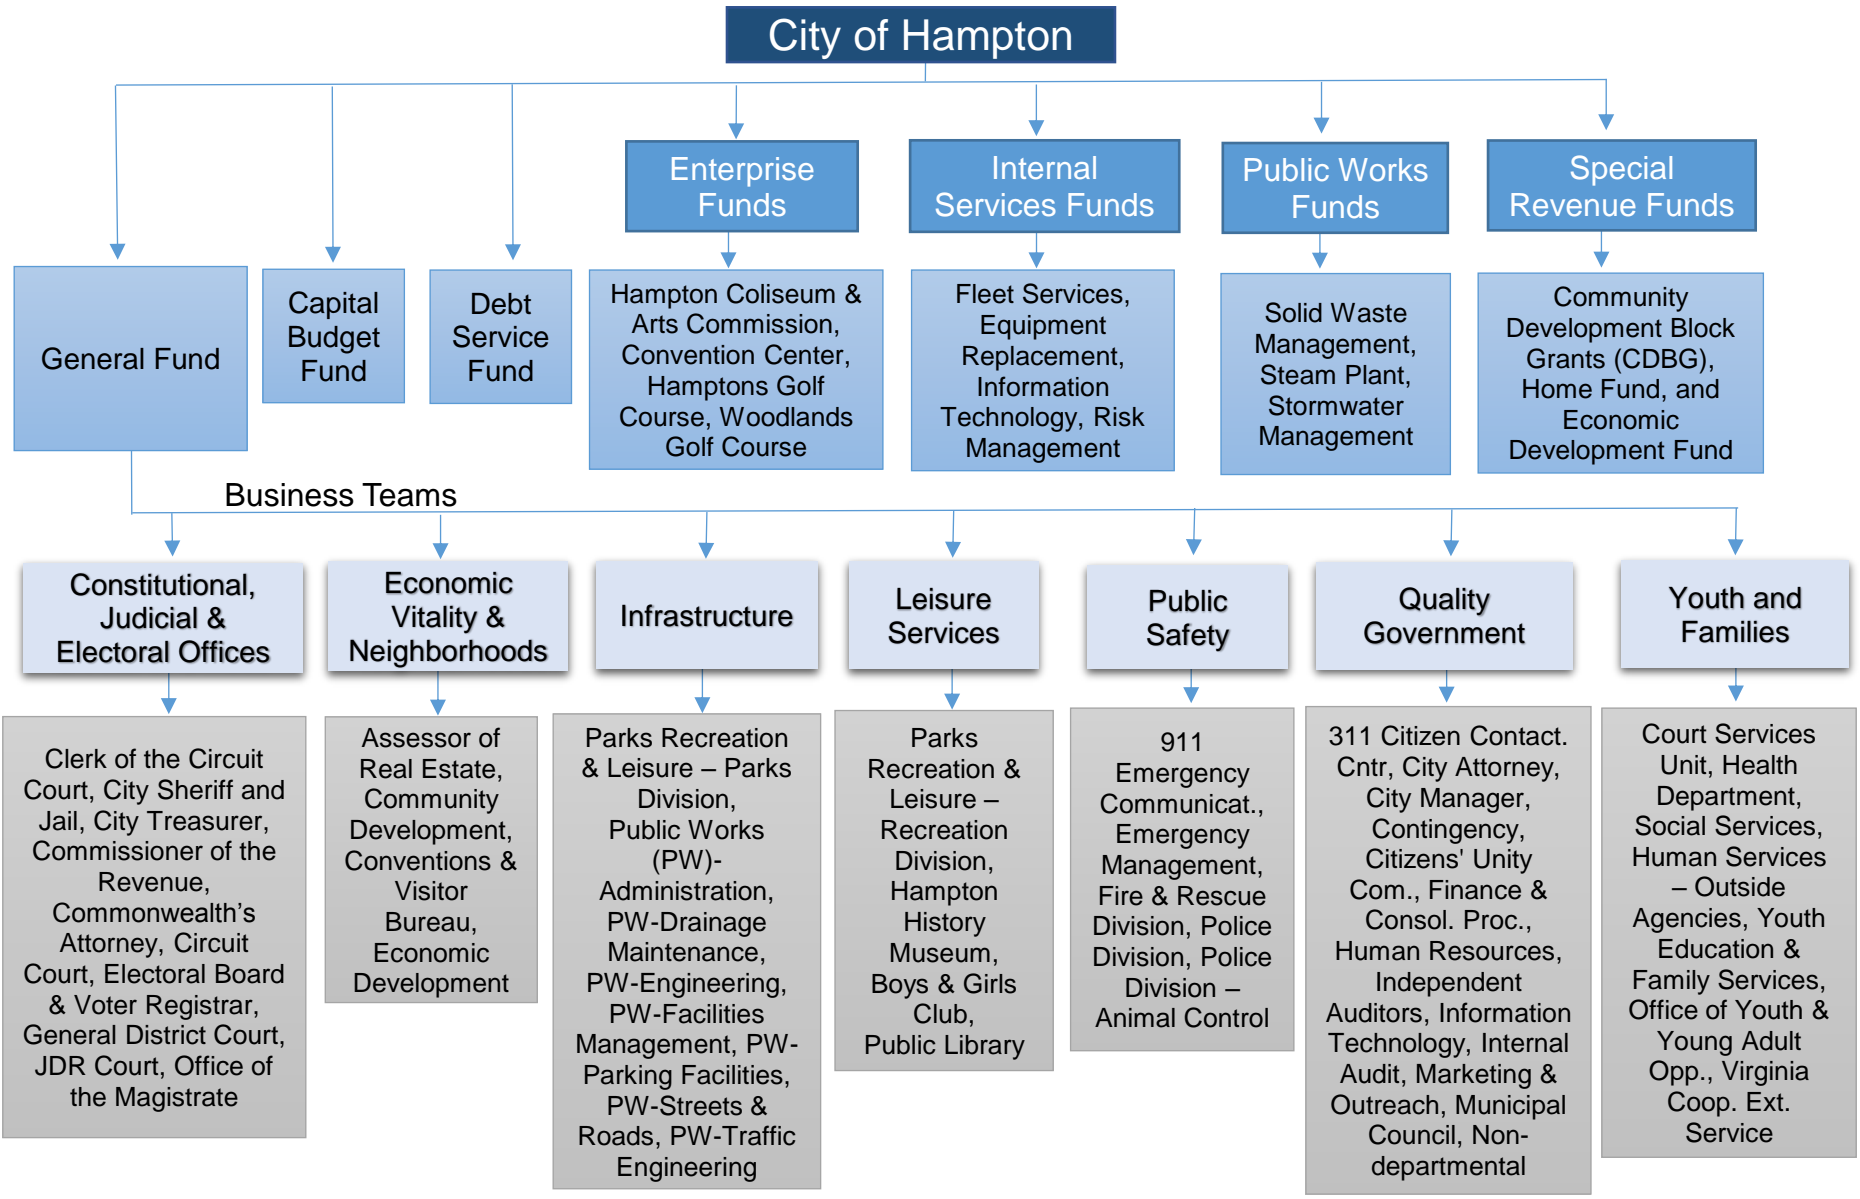 City of Hampton
Enterprise
Funds
Internal
Services Funds
Public Works
Funds
Special
Revenue Funds
General Fund
Capital
Budget
Fund
Debt
Service
Fund
Hampton Coliseum &
Arts Commission,
Convention Center,
Hamptons Golf
Course, Woodlands
Golf Course
Fleet Services,
Equipment
Replacement,
Information
Technology, Risk
Management
Solid Waste
Management,
Steam Plant,
Stormwater
Management
Community
Development Block
Grants (CDBG),
Home Fund, and
Economic
Development Fund
Business Teams
Constitutional,
Judicial &
Electoral Offices
Economic
Vitality &
Neighborhoods
Infrastructure
Leisure
Services
Public
Safety
Quality
Government
Youth and
Families
Clerk of the Circuit
Court, City Sheriff and
Jail, City Treasurer,
Commissioner of the
Revenue,
Commonwealth’s
Attorney, Circuit
Court, Electoral Board
& Voter Registrar,
General District Court,
JDR Court, Office of
the Magistrate
Assessor of
Real Estate,
Community
Development,
Conventions &
Visitor
Bureau,
Economic
Development
Parks Recreation
& Leisure – Parks
Division,
Public Works
(PW)-
Administration,
PW-Drainage
Maintenance,
PW-Engineering,
PW-Facilities
Management, PW-
Parking Facilities,
PW-Streets &
Roads, PW-Traffic
Engineering
Parks
Recreation &
Leisure –
Recreation
Division,
Hampton
History
Museum,
Boys & Girls
Club,
Public Library
911
Emergency
Communicat.,
Emergency
Management,
Fire & Rescue
Division, Police
Division, Police
Division –
Animal Control
311 Citizen Contact.
Cntr, City Attorney,
City Manager,
Contingency,
Citizens' Unity
Com., Finance &
Consol. Proc.,
Human Resources,
Independent
Auditors, Information
Technology, Internal
Audit, Marketing &
Outreach, Municipal
Council, Non-
departmental
Court Services
Unit, Health
Department,
Social Services,
Human Services
– Outside
Agencies, Youth
Education &
Family Services,
Office of Youth &
Young Adult
Opp., Virginia
Coop. Ext.
Service